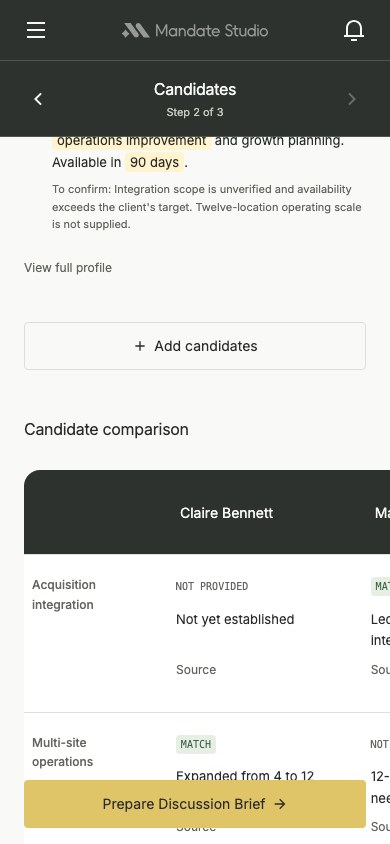 Mandate Studio
Candidates
Step 2 of 3
operations improvement and growth planning.
Available in 90 days.
To confirm: Integration scope is unverified and availability
exceeds the client's target. Twelve-location operating scale
is not supplied.
View full profile
+ Add candidates
Candidate comparison
Claire Bennett
Acquisition
integration
NOT PROVIDED
Not yet established
Source
Multi-site
operations
MATCH
NOT
Expanded from 4 to 12
12-
Prepare Discussion Brief →
Source